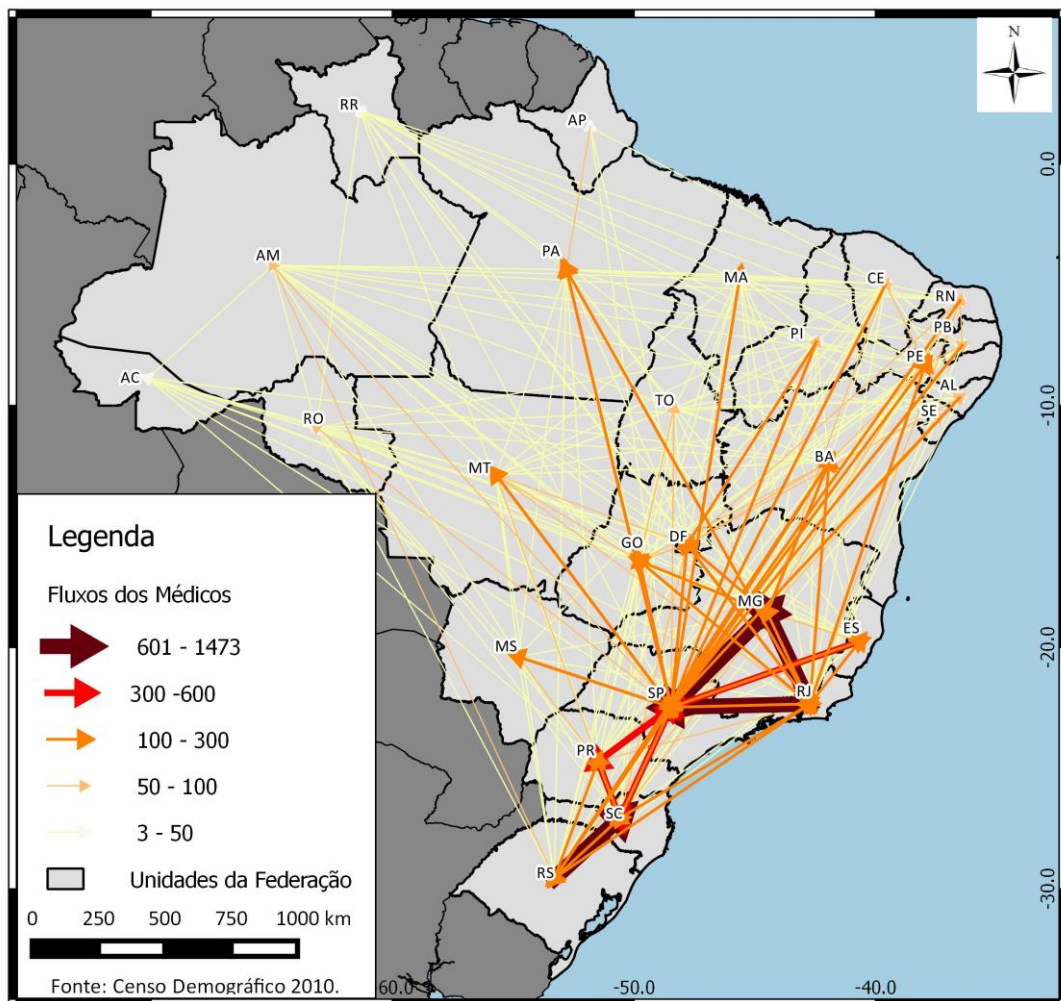 N
RR
AP
0.0
AM
PA
MA
CE
RN
PB
PI
PE
AC
AL
TO
SE
-10.0
RO
BA
MT
DF
GO
Legenda
MG
Fluxos dos Médicos
ES
601 - 1473
-20.0
MS
SP
RJ
300 -600
100 - 300
PR
50 - 100
SC
3 - 50
RS
Unidades da Federação
-30.0
0 250 500 750 1000 km
Fonte: Censo Demográfico 2010.
60.0 -50.0 -40.0